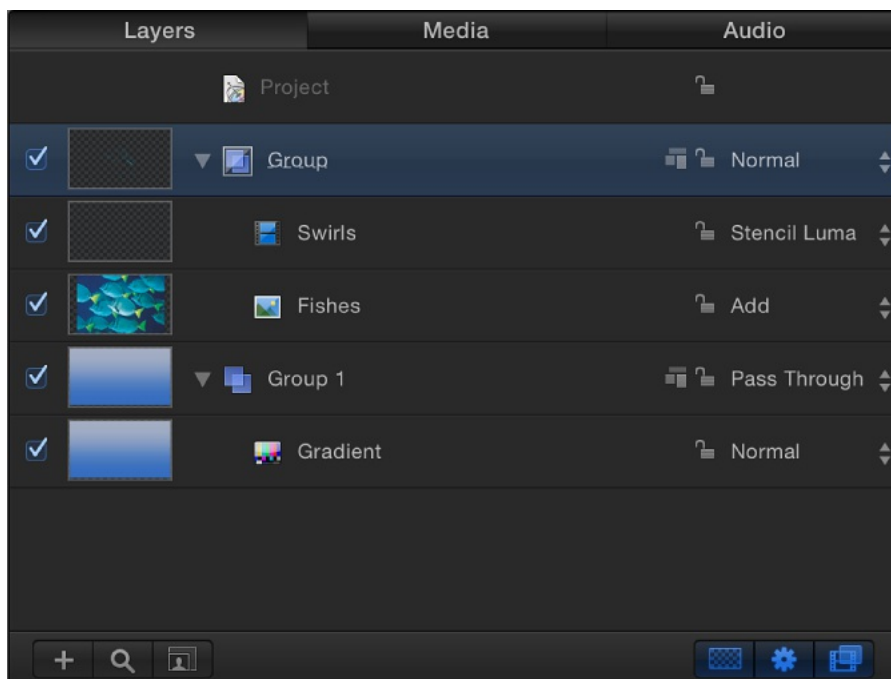 Layers Media Audio
Project
Group Normal
Swirls Stencil Luma
Fishes Add
Group 1 Pass Through
Gradient Normal